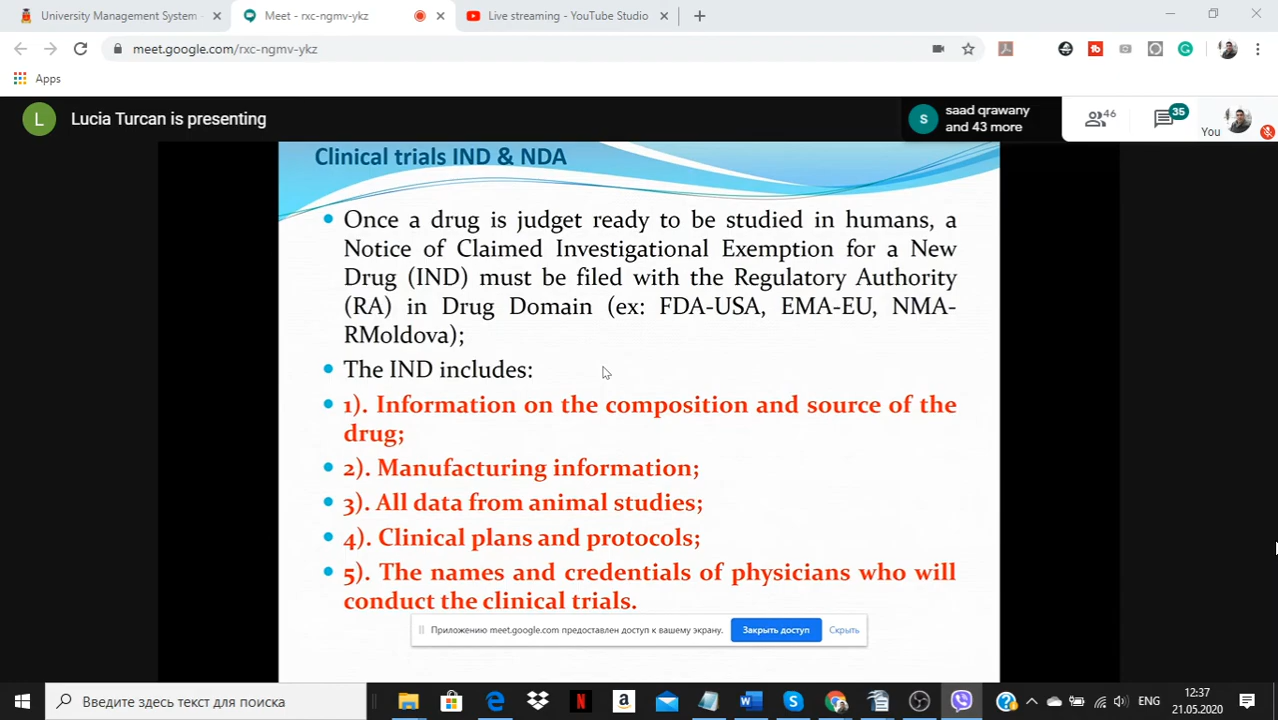 University Management System -
Meet - rxc-ngmv-ykz
Live streaming - YouTube Studio
meet.google.com/rxc-ngmv-ykz
Apps
L
Lucia Turcan is presenting
S
saad qrawany
and 43 more
46
35
You
Clinical trials IND & NDA
Once a drug is judget ready to be studied in humans, a
Notice of Claimed Investigational Exemption for a New
Drug (IND) must be filed with the Regulatory Authority
(RA) in Drug Domain (ex: FDA-USA, EMA-EU, NMA-
RMoldova);
The IND includes:
1). Information on the composition and source of the
drug;
2). Manufacturing information;
3). All data from animal studies;
4). Clinical plans and protocols;
5). The names and credentials of physicians who will
conduct the clinical trials.
Приложению meet.google.com предоставлен доступ к вашему экрану.
Закрыть доступ
Скрыть
Введите здесь текст для поиска
ENG
12:37
21.05.2020